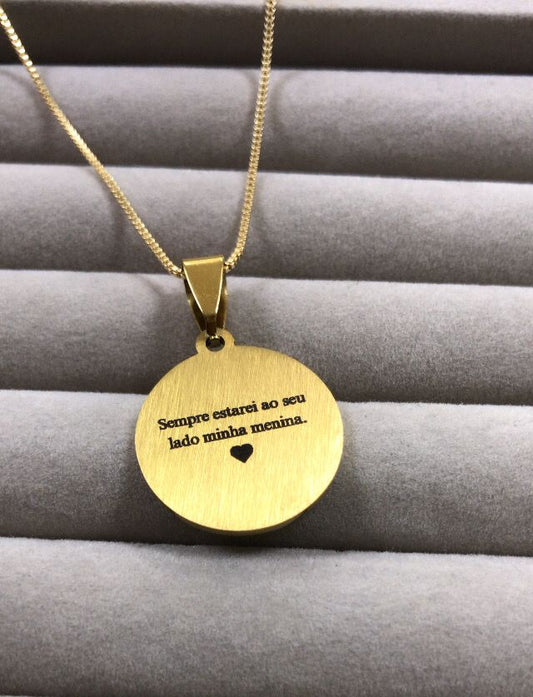 Sempre estarei ao seu
lado minha menina.